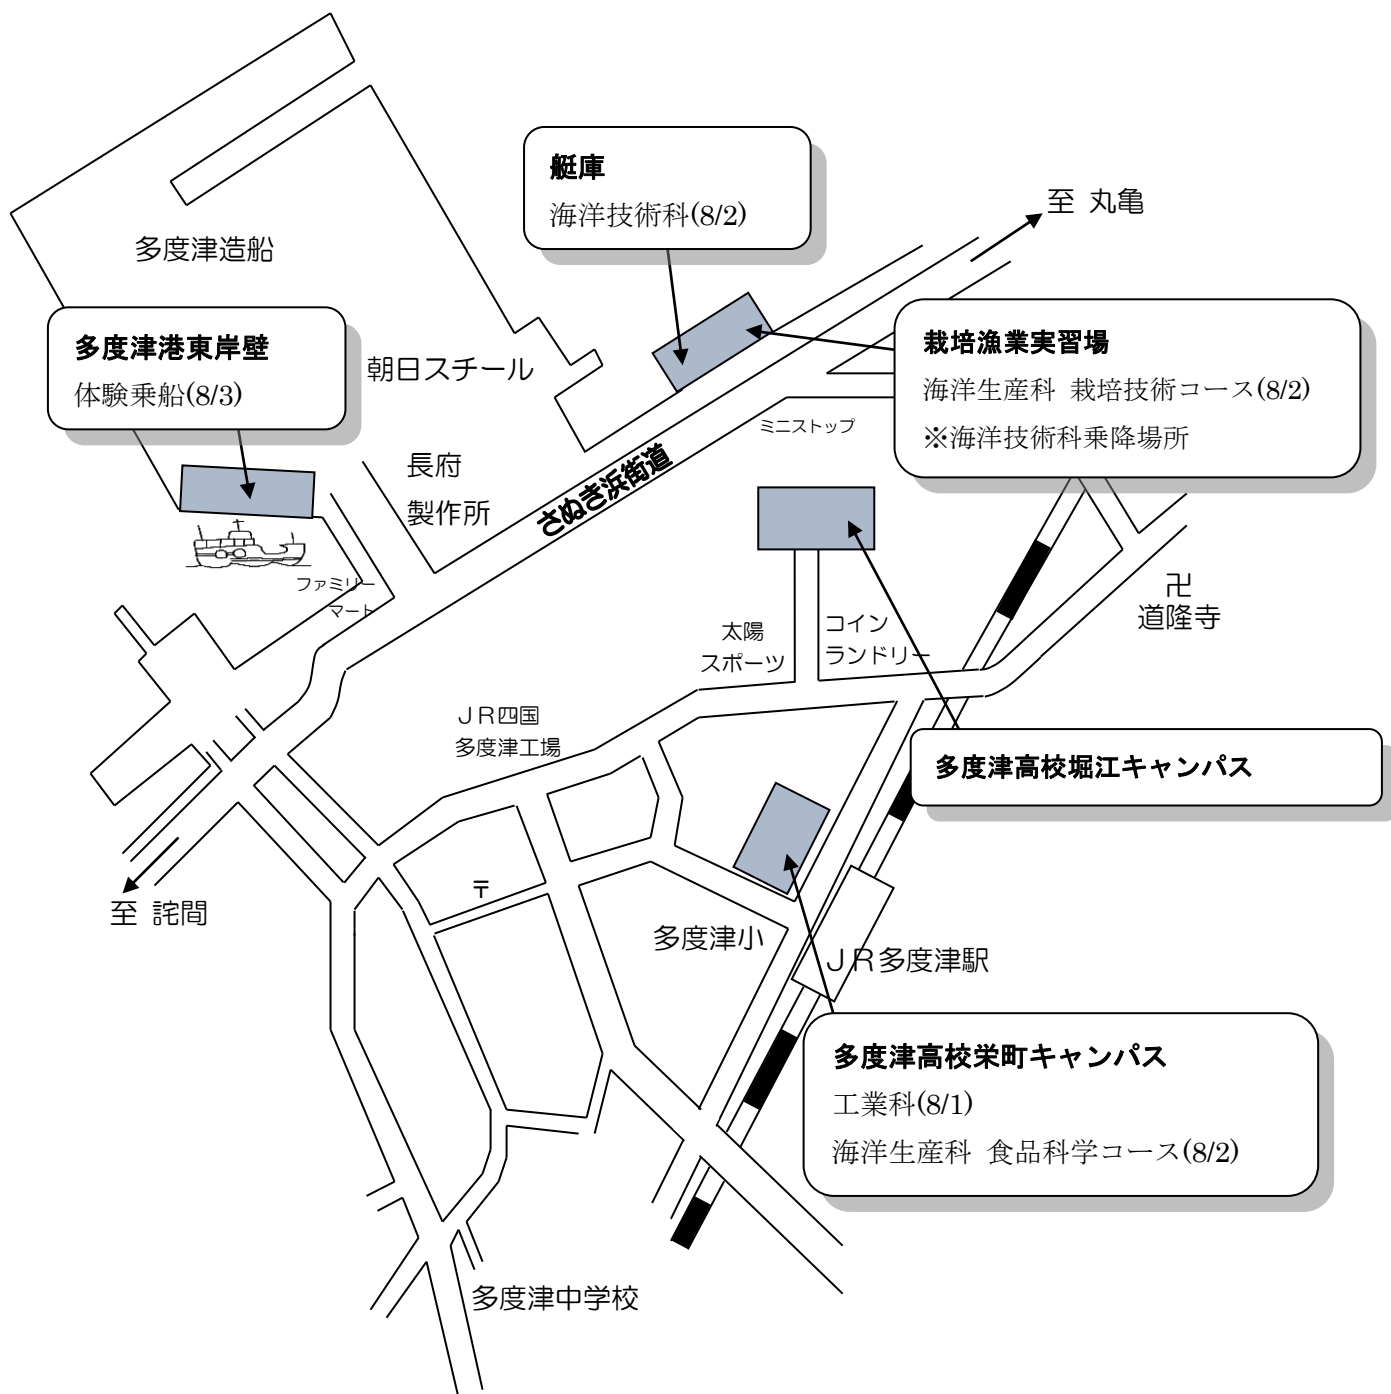 艇庫
海洋技術科(8/2)
至 丸亀
多度津造船
多度津港東岸壁
体験乗船(8/3)
朝日スチール
栽培漁業実習場
海洋生産科 栽培技術コース(8/2)
※海洋技術科乗降場所
ミニストップ
長府
製作所
さぬき浜街道
ファミリー
マート
卍
道隆寺
太陽
スポーツ
コイン
ランドリー
JR四国
多度津工場
多度津高校堀江キャンパス
〒
至 詫間
多度津小
JR多度津駅
多度津高校栄町キャンパス
工業科(8/1)
海洋生産科 食品科学コース(8/2)
多度津中学校